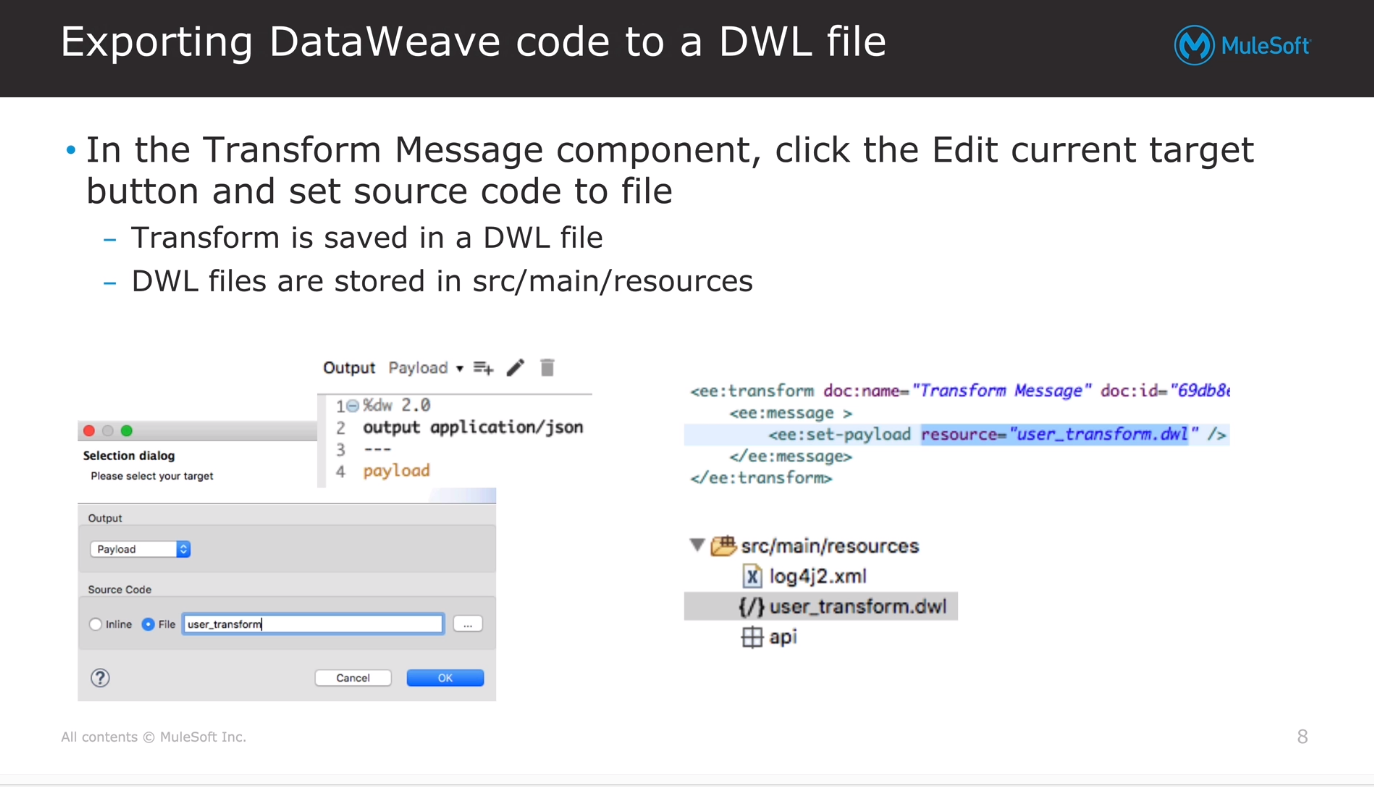 Exporting DataWeave code to a DWL file
MuleSoft
• In the Transform Message component, click the Edit current target
button and set source code to file
– Transform is saved in a DWL file
– DWL files are stored in src/main/resources
Output Payload
1 %dw 2.0
2 output application/json
3 ---
4 payload
Selection dialog
Please select your target
Output
Payload
Source Code
Inline File user_transform ...
? Cancel OK
<ee:transform doc:name="Transform Message" doc:id="69db8e
<ee:message >
<ee:set-payload resource="user_transform.dwl" />
</ee:message>
</ee:transform>
src/main/resources
log4j2.xml
{/} user_transform.dwl
api
All contents © MuleSoft Inc.
8